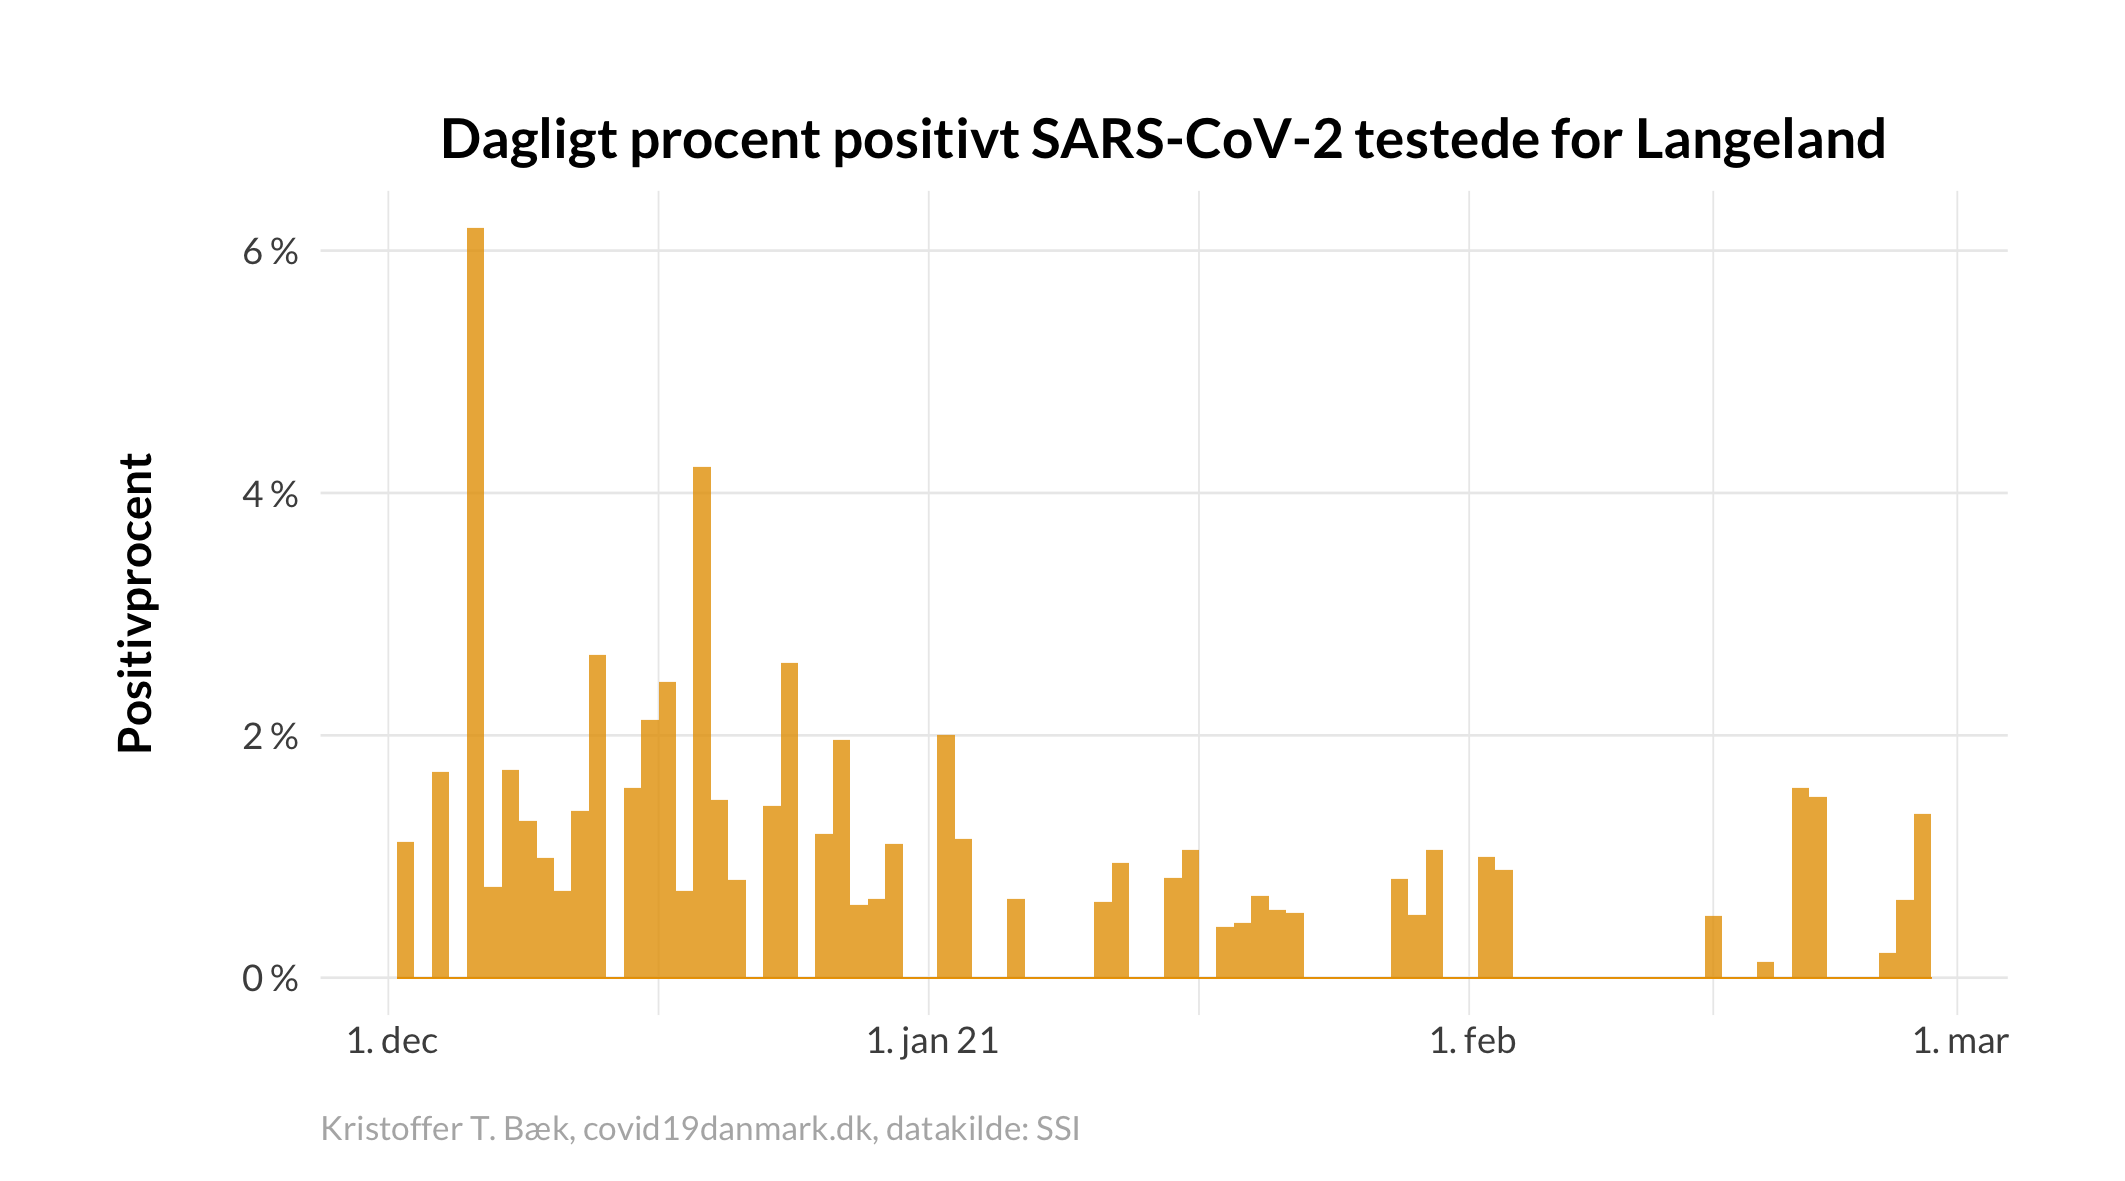 Dagligt procent positivt SARS-CoV-2 testede for Langeland
Positivprocent
6 %
4 %
2 %
0 %
1. dec
1. jan 21
1. feb
1. mar
Kristoffer T. Bæk, covid19danmark.dk, datakilde: SSI